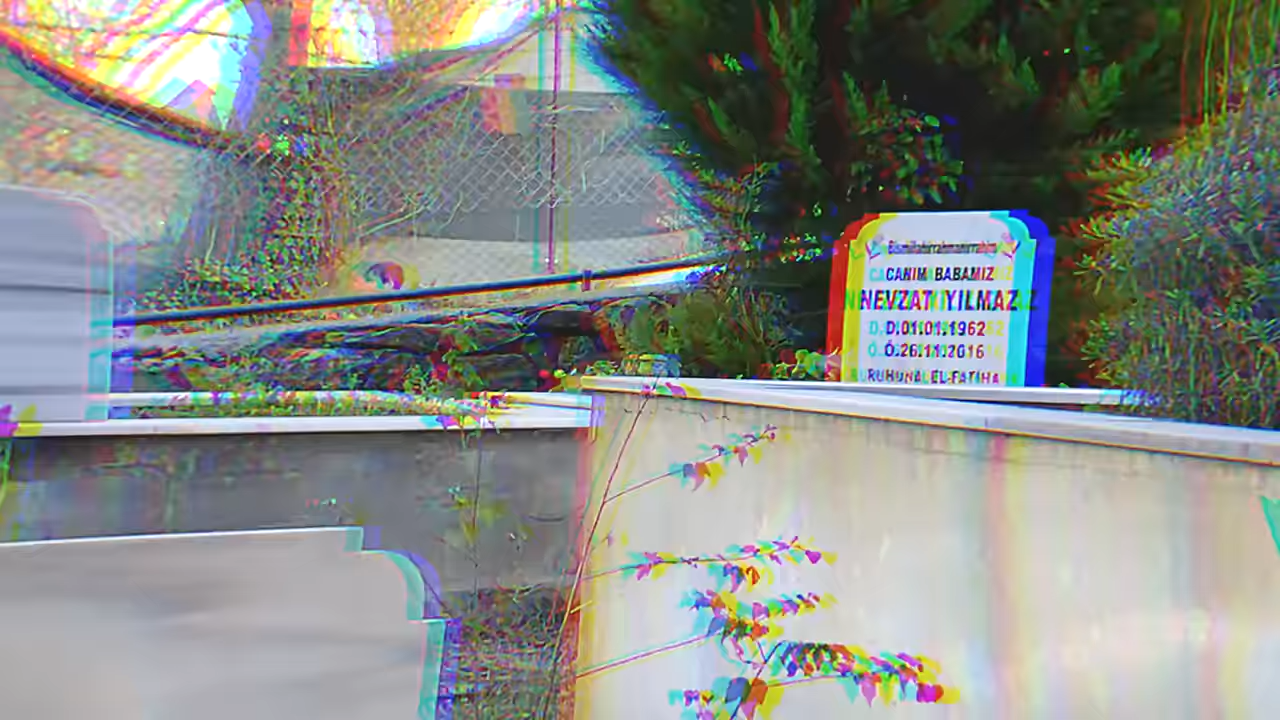 Bismillahirrahmanirrahim
CANIM BABAMIZ
NEVZAT YILMAZ
D.01.01.1962
Ö.26.11.2016
RUHUNA EL-FATİHA